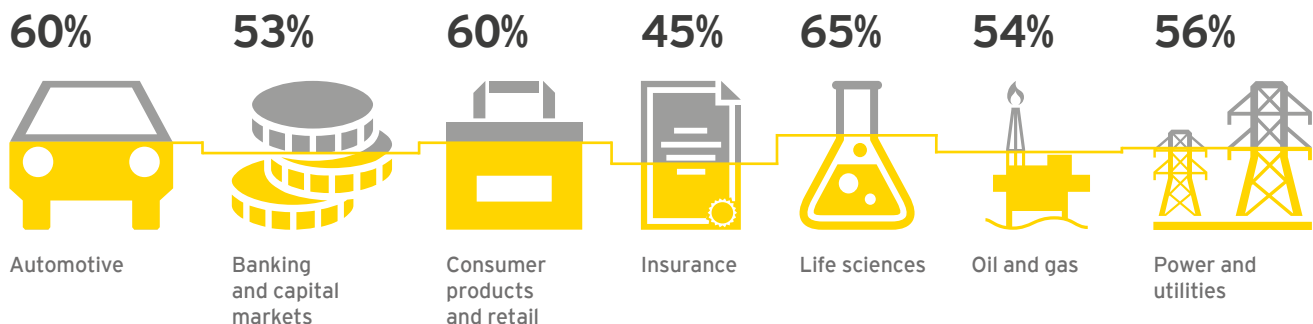 60%
53%
60%
45%
65%
54%
56%
Automotive
Banking
and capital
markets
Consumer
products
and retail
Insurance
Life sciences
Oil and gas
Power and
utilities